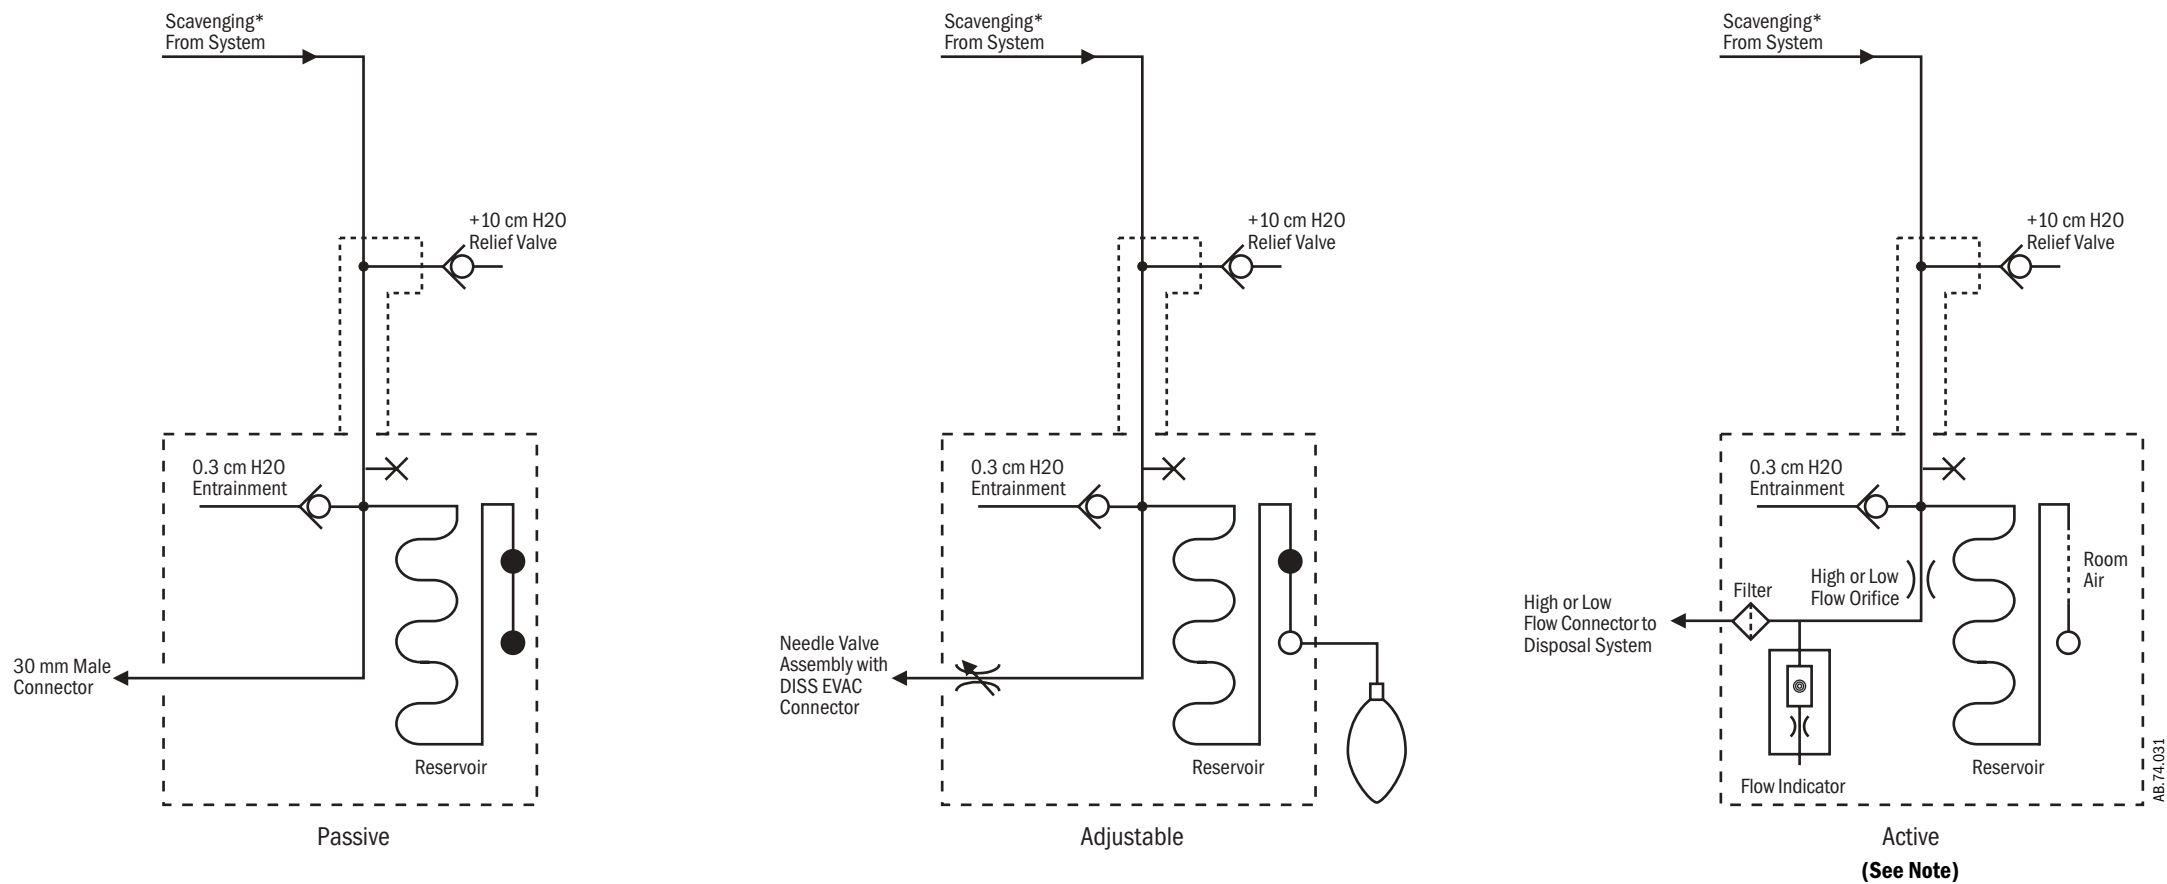 Scavenging*
From System
+10 cm H2O
Relief Valve
0.3 cm H2O
Entrainment
30 mm Male
Connector
Reservoir
Passive
Scavenging*
From System
+10 cm H2O
Relief Valve
0.3 cm H2O
Entrainment
Needle Valve
Assembly with
DISS EVAC
Connector
Reservoir
Adjustable
Scavenging*
From System
+10 cm H2O
Relief Valve
0.3 cm H2O
Entrainment
Room
Air
High or Low
Flow Orifice
Filter
High or Low
Flow Connector to
Disposal System
Reservoir
Flow Indicator
Active
(See Note)
AB.74.031